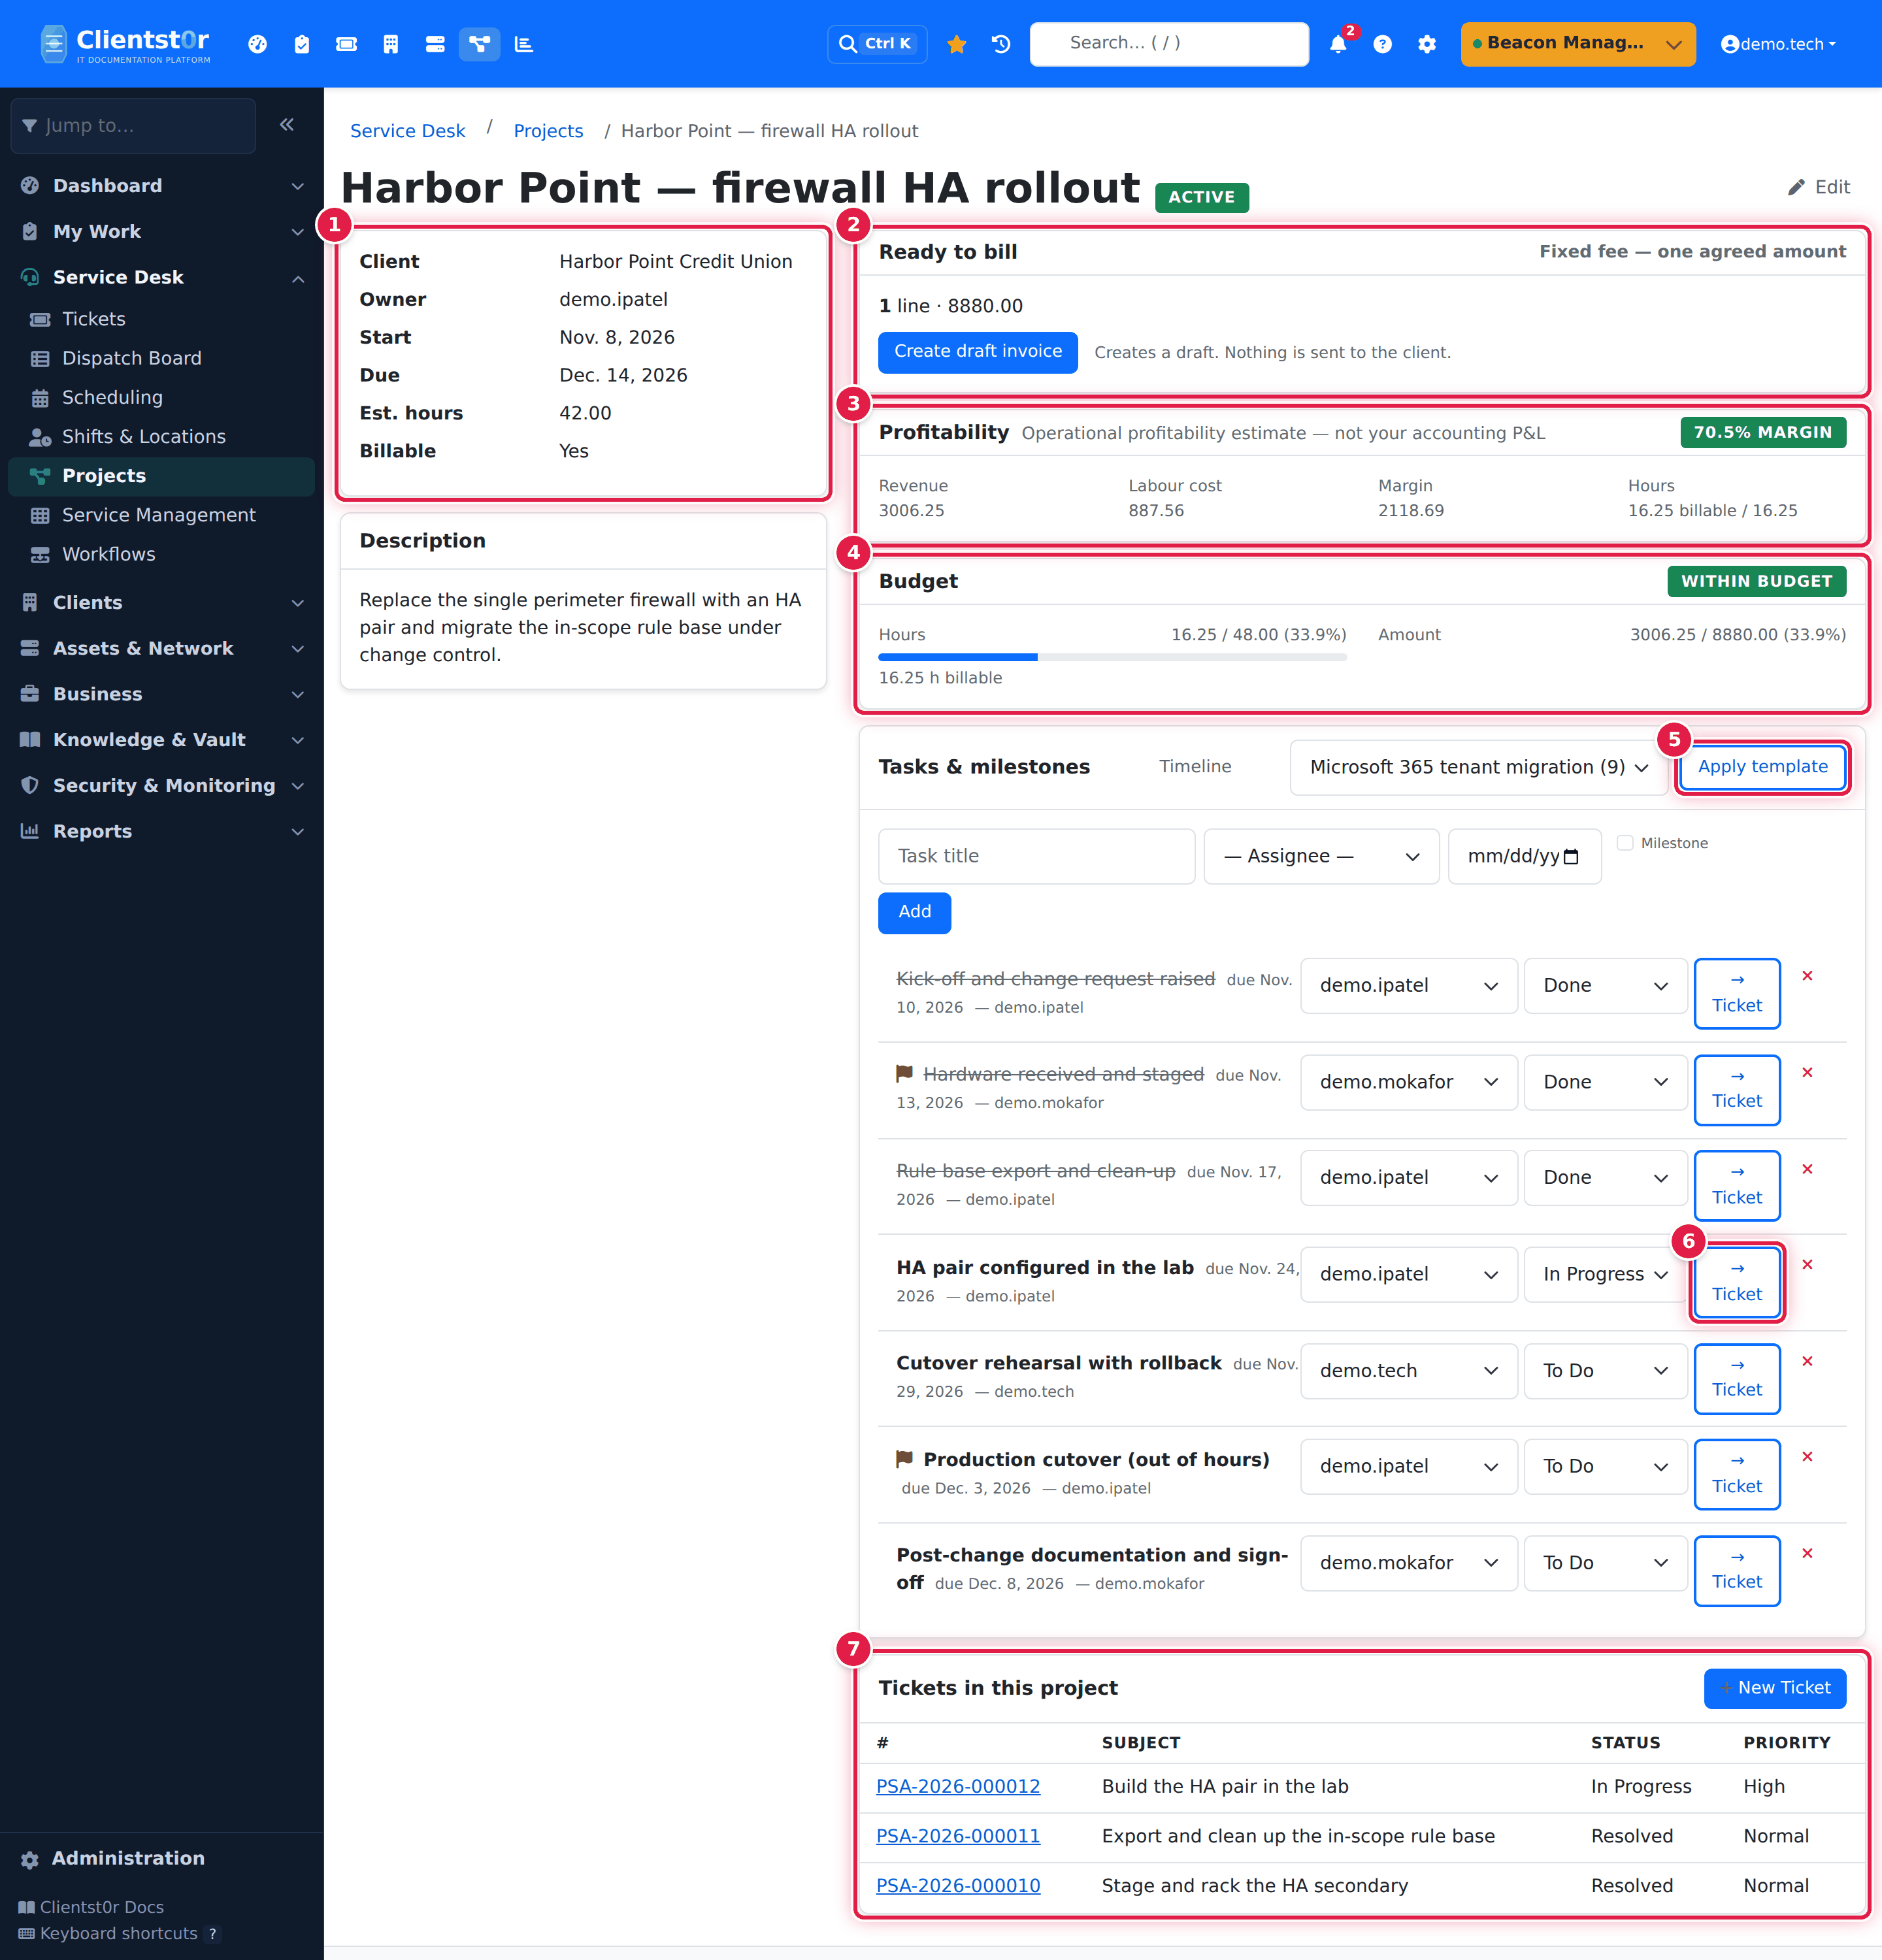 Clientst0r
IT DOCUMENTATION PLATFORM
Ctrl K
Search... ( / )
2
Beacon Manag...
demo.tech
Jump to...
Dashboard
My Work
Service Desk
Tickets
Dispatch Board
Scheduling
Shifts & Locations
Projects
Service Management
Workflows
Clients
Assets & Network
Business
Knowledge & Vault
Security & Monitoring
Reports
Administration
Clientst0r Docs
Keyboard shortcuts ?
Service Desk / Projects / Harbor Point — firewall HA rollout
Harbor Point — firewall HA rollout ACTIVE
Edit
1
Client Harbor Point Credit Union
Owner demo.ipatel
Start Nov. 8, 2026
Due Dec. 14, 2026
Est. hours 42.00
Billable Yes
Description
Replace the single perimeter firewall with an HA
pair and migrate the in-scope rule base under
change control.
2
Ready to bill Fixed fee — one agreed amount
1 line · 8880.00
Create draft invoice Creates a draft. Nothing is sent to the client.
3
Profitability Operational profitability estimate — not your accounting P&L 70.5% MARGIN
Revenue Labour cost Margin Hours
3006.25 887.56 2118.69 16.25 billable / 16.25
4
Budget WITHIN BUDGET
Hours 16.25 / 48.00 (33.9%) Amount 3006.25 / 8880.00 (33.9%)
16.25 h billable
5
Tasks & milestones Timeline Microsoft 365 tenant migration (9) Apply template
Task title — Assignee — mm/dd/yy Milestone
Add
Kick-off and change request raised due Nov.
10, 2026 — demo.ipatel
demo.ipatel Done → Ticket ×
Hardware received and staged due Nov.
13, 2026 — demo.mokafor
demo.mokafor Done → Ticket ×
Rule base export and clean-up due Nov. 17,
2026 — demo.ipatel
demo.ipatel Done → Ticket ×
6
HA pair configured in the lab due Nov. 24,
2026 — demo.ipatel
demo.ipatel In Progress → Ticket ×
Cutover rehearsal with rollback due Nov.
29, 2026 — demo.tech
demo.tech To Do → Ticket ×
Production cutover (out of hours)
due Dec. 3, 2026 — demo.ipatel
demo.ipatel To Do → Ticket ×
Post-change documentation and sign-
off due Dec. 8, 2026 — demo.mokafor
demo.mokafor To Do → Ticket ×
7
Tickets in this project + New Ticket
# SUBJECT STATUS PRIORITY
PSA-2026-000012 Build the HA pair in the lab In Progress High
PSA-2026-000011 Export and clean up the in-scope rule base Resolved Normal
PSA-2026-000010 Stage and rack the HA secondary Resolved Normal